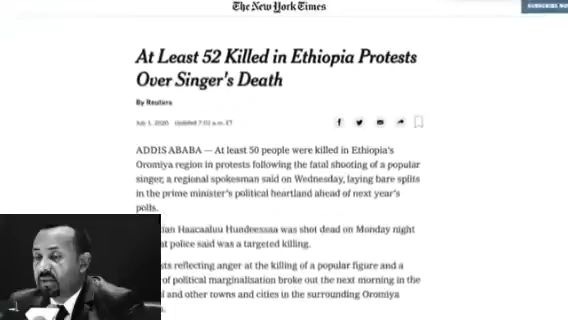 The New York Times
SUBSCRIBE NOW
At Least 52 Killed in Ethiopia Protests
Over Singer's Death
By Reuters
July 1, 2020 Updated 7:02 a.m. ET
ADDIS ABABA — At least 50 people were killed in Ethiopia's
Oromiya region in protests following the fatal shooting of a popular
singer, a regional spokesman said on Wednesday, laying bare splits
in the prime minister's political heartland ahead of next year's
polls.
Haacaaluu Hundeessaa was shot dead on Monday night
police said was a targeted killing.
reflecting anger at the killing of a popular figure and a
of political marginalisation broke out the next morning in the
and other towns and cities in the surrounding Oromiya